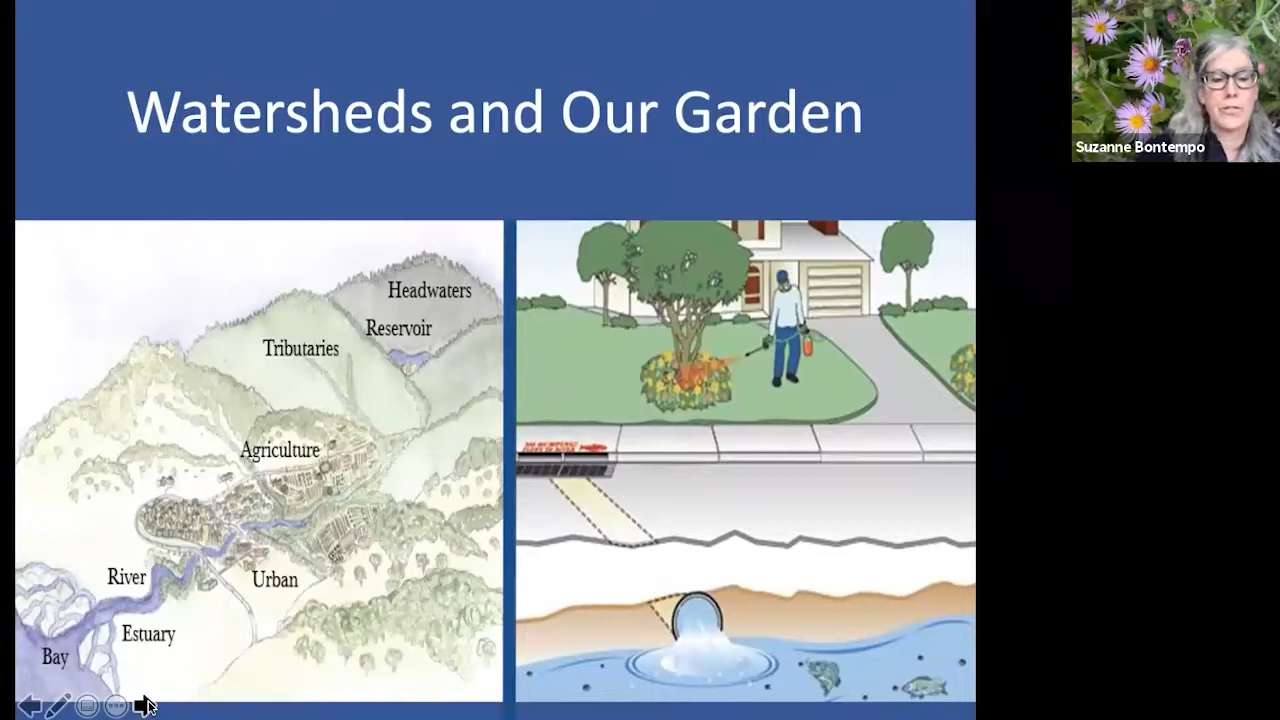 Watersheds and Our Garden
Suzanne Bontempo
Headwaters
Reservoir
Tributaries
Agriculture
River
Urban
Estuary
Bay